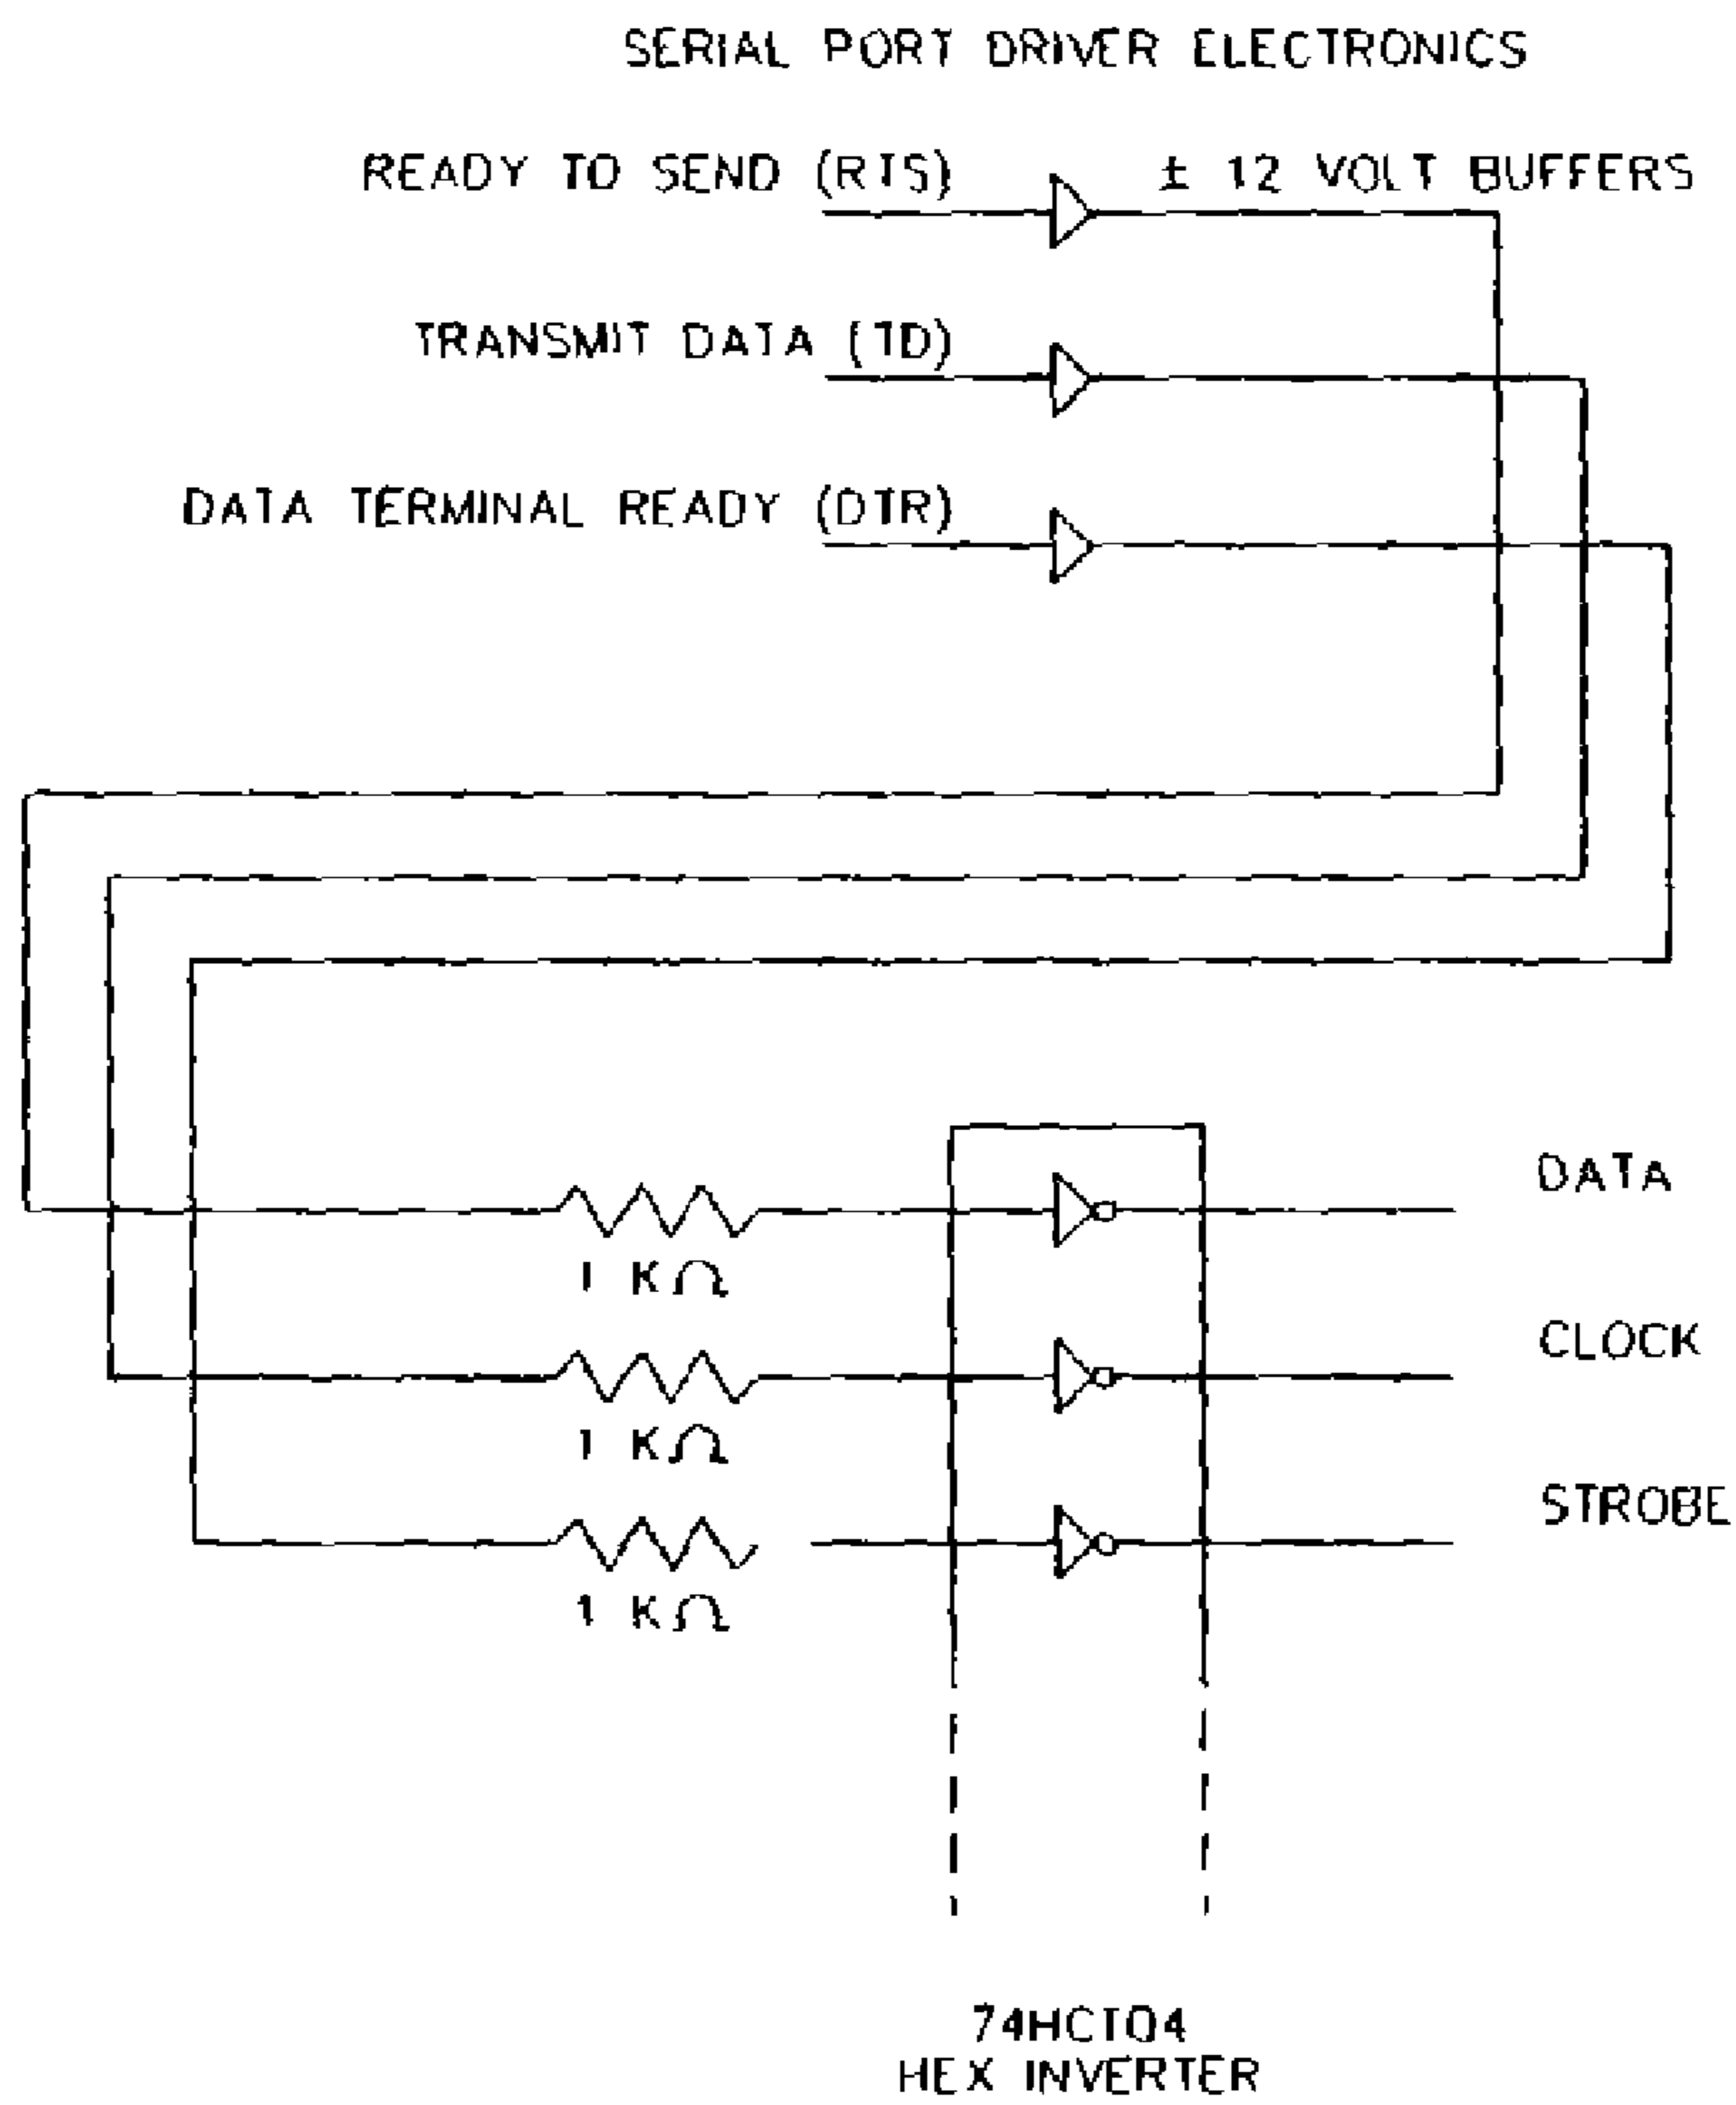 SERIAL PORT DRIVER ELECTRONICS
READY TO SEND (RTS)
± 12 VOLT BUFFERS
TRANSMIT DATA (TD)
DATA TERMINAL READY (DTR)
DATA
1 KΩ
CLOCK
1 KΩ
STROBE
1 KΩ
74HCT04
HEX INVERTER